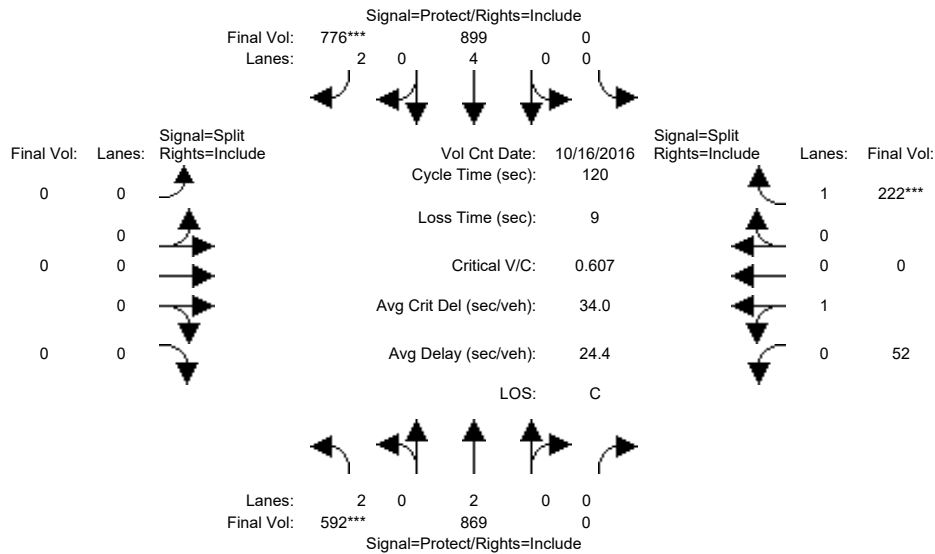 Signal=Protect/Rights=Include
Final Vol: 776*** 899 0
Lanes: 2 0 4 0 0
Signal=Split Signal=Split
Final Vol: Lanes: Rights=Include Vol Cnt Date: 10/16/2016 Rights=Include Lanes: Final Vol:
Cycle Time (sec): 120
0 0 1 222***
Loss Time (sec): 9
0 0
0 0 Critical V/C: 0.607 0 0
0 Avg Crit Del (sec/veh): 34.0 1
0 0 Avg Delay (sec/veh): 24.4 0 52
LOS: C
Lanes: 2 0 2 0 0
Final Vol: 592*** 869 0
Signal=Protect/Rights=Include